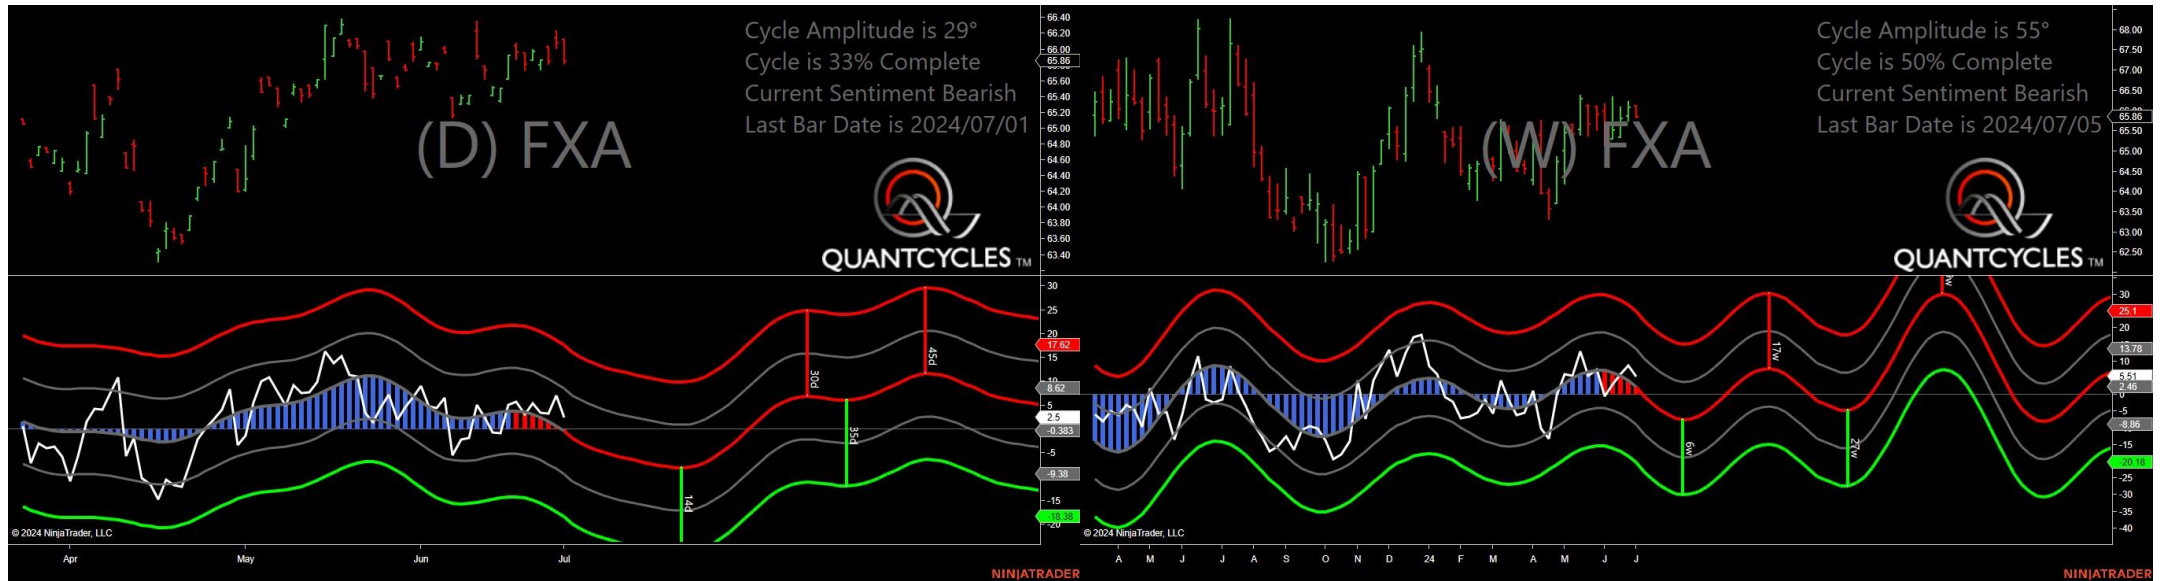 Cycle Amplitude is 29°
Cycle is 33% Complete
Current Sentiment Bearish
Last Bar Date is 2024/07/01
(D) FXA
QUANTCYCLES TM
66.40
66.20
66.00
65.86
65.60
65.40
65.20
65.00
64.80
64.60
64.40
64.20
64.00
63.80
63.60
63.40
30
25
20
17.62
15
8.62
5
2.5
-0.383
-5
-9.38
-15
-18.38
-20
30d
45d
35d
14d
© 2024 NinjaTrader, LLC
Apr May Jun Jul
NINJATRADER
Cycle Amplitude is 55°
Cycle is 50% Complete
Current Sentiment Bearish
Last Bar Date is 2024/07/05
(W) FXA
QUANTCYCLES TM
68.00
67.50
67.00
66.50
65.86
65.50
65.00
64.50
64.00
63.50
63.00
62.50
30
25.1
20
13.78
10
5.51
2.46
0
-5
-8.86
-15
-20.18
-25
-30
-35
-40
17w
6w
27w
© 2024 NinjaTrader, LLC
A M J J A S O N D 24 F M A M J J
NINJATRADER